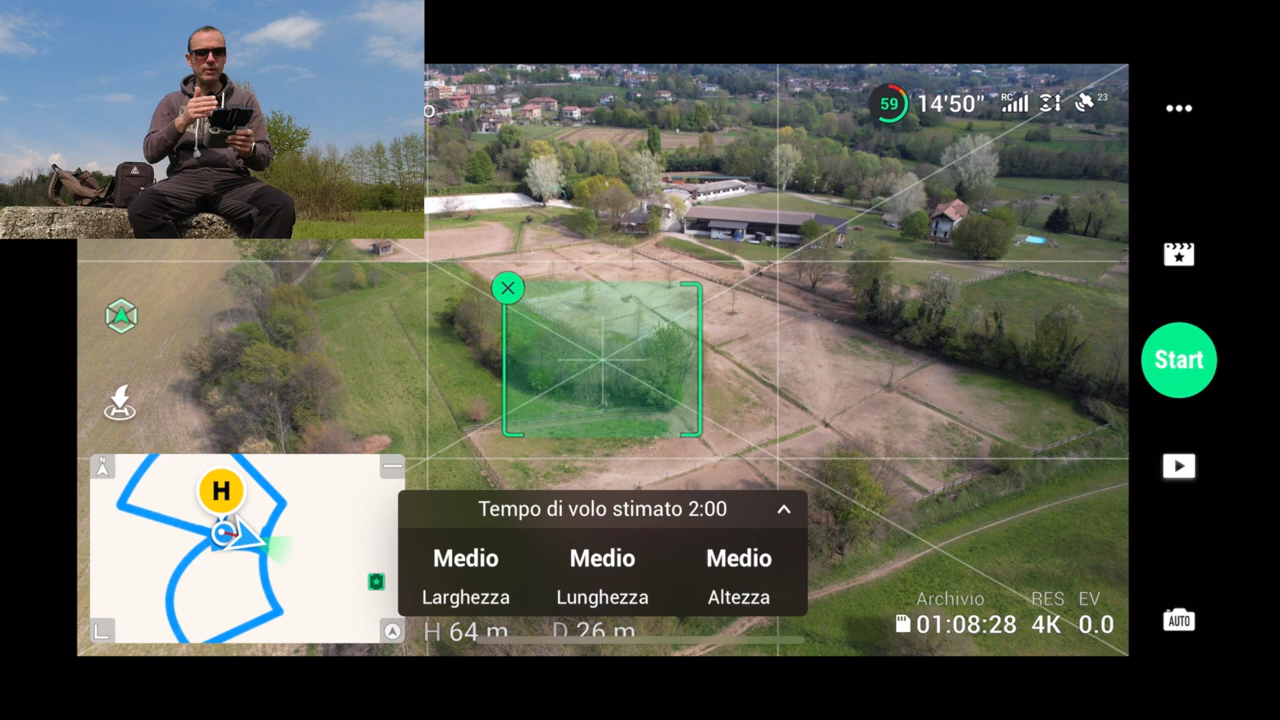 59 14'50" RC 23
Start
N
H
Tempo di volo stimato 2:00
Medio Medio Medio
Larghezza Lunghezza Altezza
H 64 m D 26 m
Archivio RES EV
01:08:28 4K 0.0
AUTO